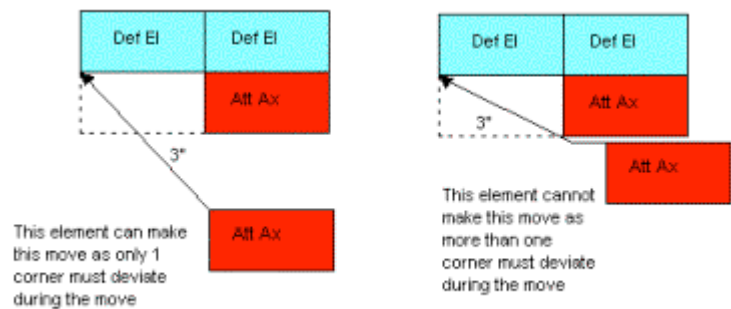 Def El
Def El
Att Ax
3"
Att Ax
This element can make
this move as only 1
corner must deviate
during the move
Def El
Def El
Att Ax
3"
Att Ax
This element cannot
make this move as
more than one
corner must deviate
during the move